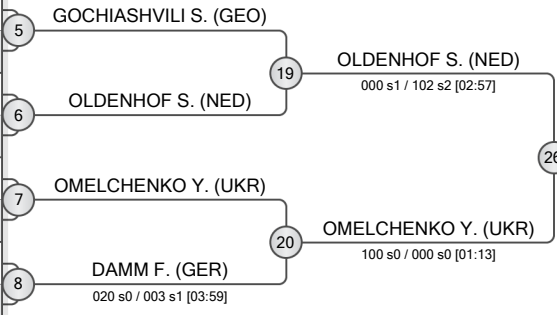 GOCHIASHVILI S. (GEO)
5
19
OLDENHOF S. (NED)
000 s1 / 102 s2 [02:57]
OLDENHOF S. (NED)
6
26
OMELCHENKO Y. (UKR)
7
20
OMELCHENKO Y. (UKR)
100 s0 / 000 s0 [01:13]
DAMM F. (GER)
8
020 s0 / 003 s1 [03:59]